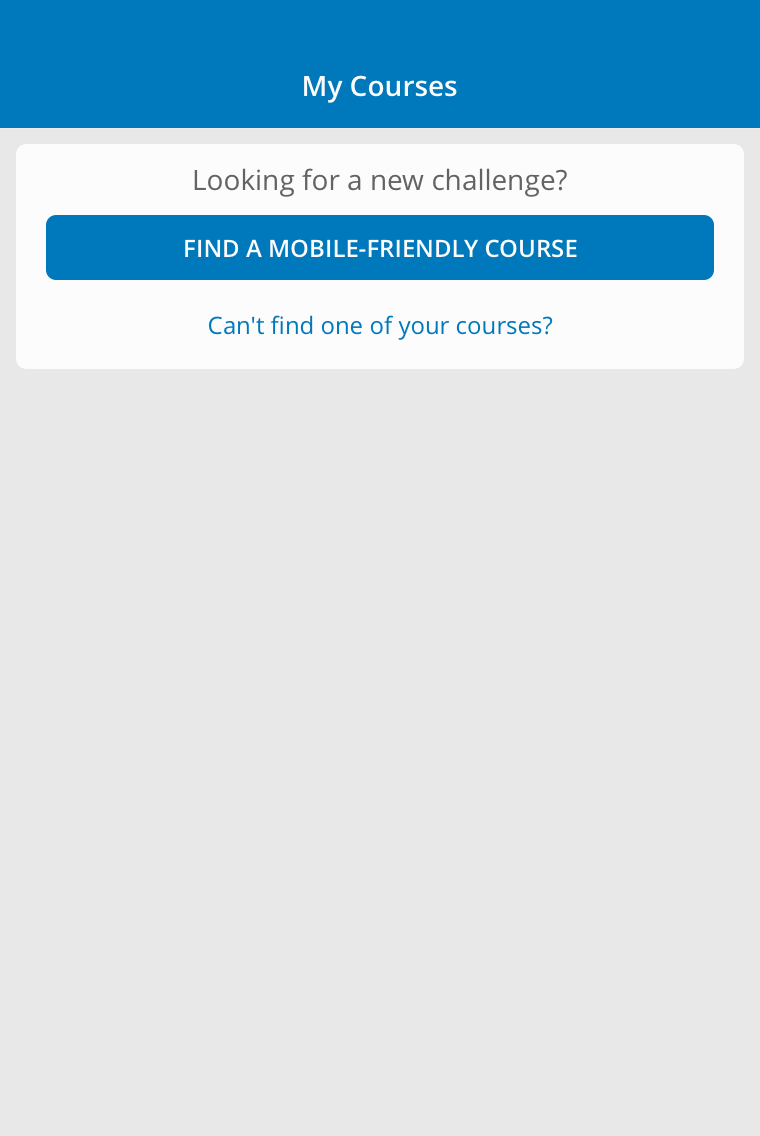 My Courses
Looking for a new challenge?
FIND A MOBILE-FRIENDLY COURSE
Can't find one of your courses?